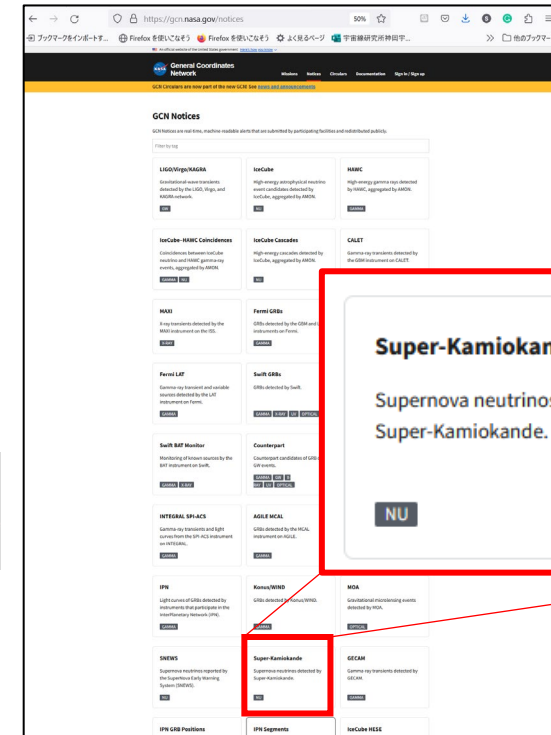 https://gcn.nasa.gov/notices
50%
ブックマークをインポートす...
Firefox を使いこなそう
Firefox を使いこなそう
よく見るページ
宇宙線研究所神岡宇...
他のブックマー
An official website of the United States government
General Coordinates
Network
Missions
Notices
Circulars
Documentation
Sign in / Sign up
GCN Circulars are now part of the new GCN! See news and announcements
GCN Notices
GCN Notices are real-time, machine-readable alerts that are submitted by participating facilities and redistributed publicly.
Filter by tag
LIGO/Virgo/KAGRA
Gravitational-wave transients
detected by the LIGO, Virgo, and
KAGRA network.
GW
IceCube
High-energy astrophysical neutrino
event candidates detected by
IceCube, aggregated by AMON.
NU
HAWC
High-energy gamma rays detected
by HAWC, aggregated by AMON.
GAMMA
IceCube-HAWC Coincidences
Coincidences between IceCube
neutrino and HAWC gamma-ray
events, aggregated by AMON
GAMMA
NU
IceCube Cascades
High-energy cascades detected by
IceCube, aggregated by AMON.
NU
CALET
Gamma-ray transients detected by
the GBM instrument on CALET.
MAXI
X-ray transients detected by the
MAXI instrument on the ISS.
X-RAY
Fermi GRBs
GRBs detected by the GBM and
instruments on Fermi.
GAMMA
Fermi LAT
Gamma-ray transient and variable
sources detected by the LAT
instrument on Fermi.
GAMMA
Swift GRBs
GRBs detected by Swift.
GAMMA
X-RAY
UV
OPTICAL
Swift BAT Monitor
Monitoring of known sources by the
BAT instrument on Swift.
GAMMA
X-RAY
Counterpart
Counterpart candidates of GRB
GW events.
GAMMA
GW
X-
RAY
UV
OPTICAL
INTEGRAL SPI-ACS
Gamma-ray transients and light
curves from the SPI-ACS instrument
on INTEGRAL.
GAMMA
AGILE MCAL
GRBs detected by the MCAL
instrument on AGILE.
GAMMA
IPN
Light curves of GRBs detected by
instruments that participate in the
Interplanetary Network (IPN).
GAMMA
Konus/WIND
GRBs detected by Konus/WIND.
GAMMA
MOA
Gravitational microlensing events
detected by MOA.
OPTICAL
SNEWS
Supernova neutrinos reported by
the SuperNova Early Warning
System (SNEWS).
NU
Super-Kamiokande
Supernova neutrinos detected by
Super-Kamiokande.
NU
GECAM
Gamma-ray transients detected by
GECAM.
GAMMA
IPN GRB Positions
IPN Segments
IceCube HESE
Super-Kamiokan
Supernova neutrinos
Super-Kamiokande.
NU